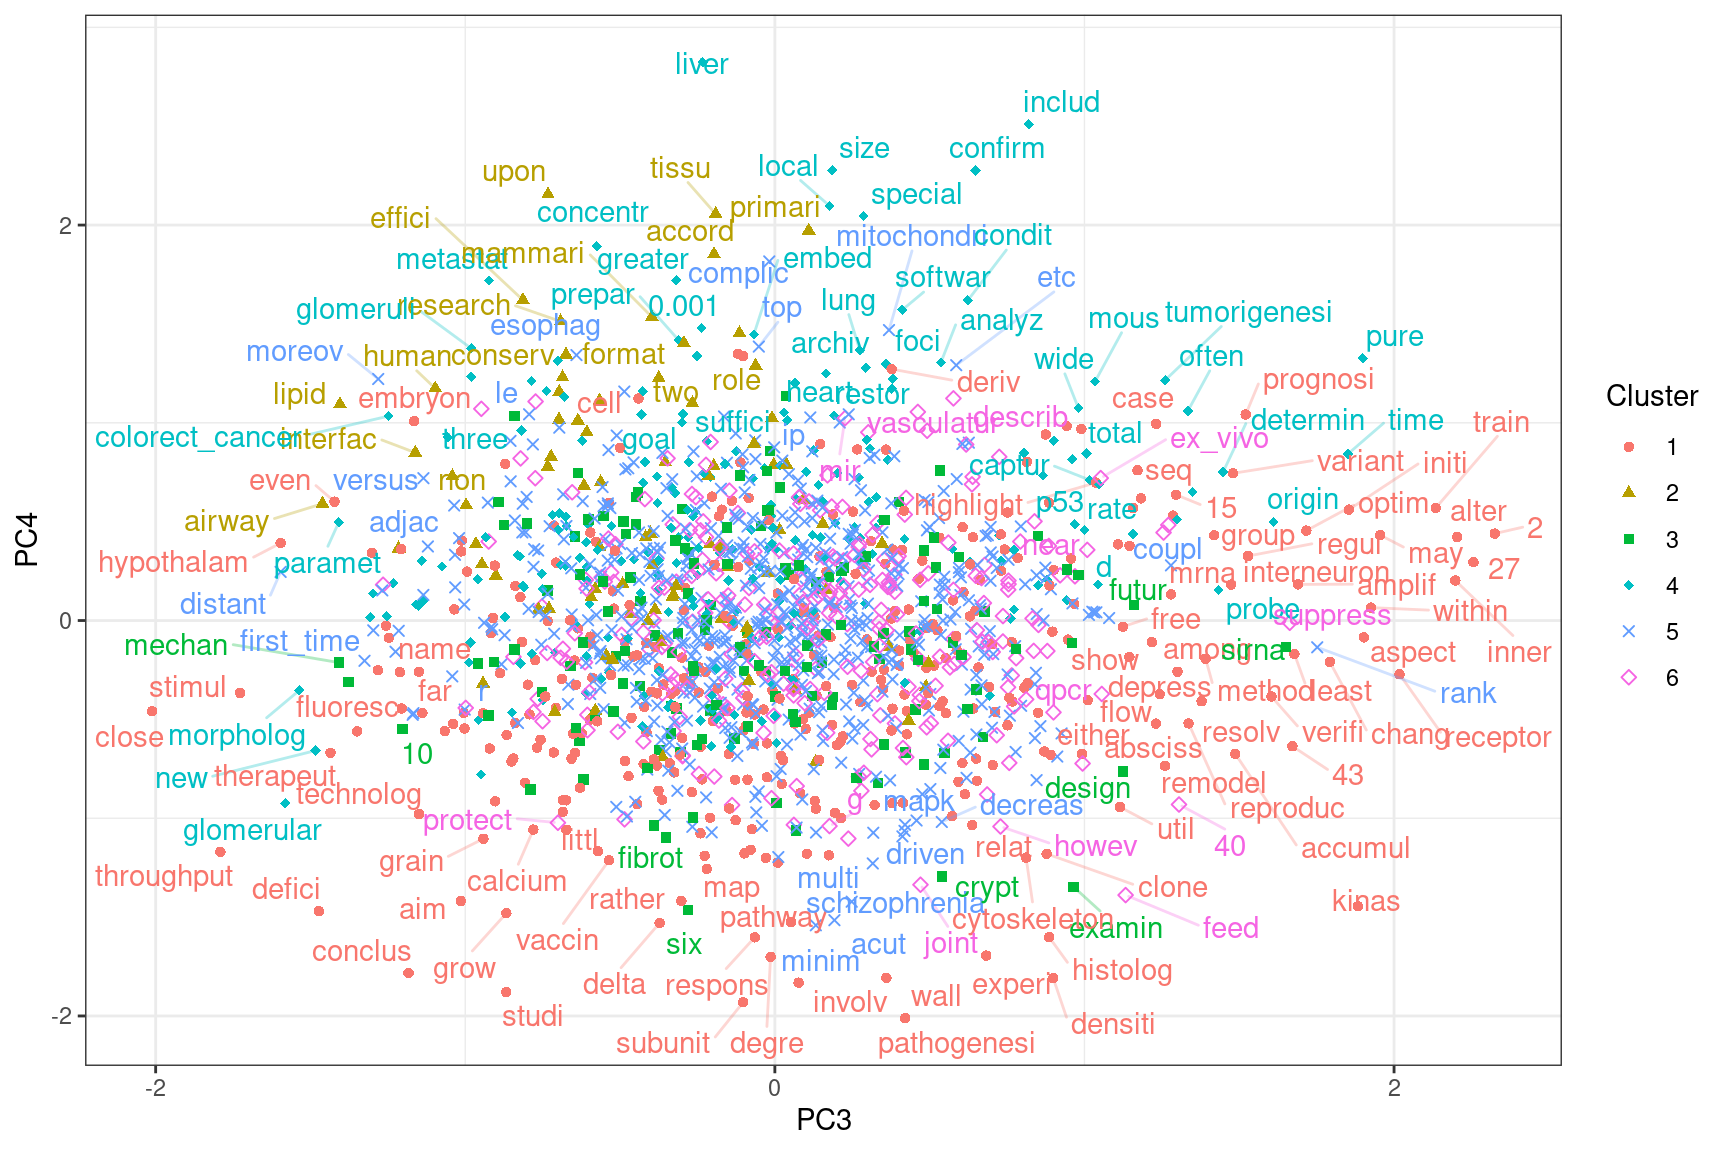 liver
includ
size
confirm
local
tissu
upon
special
primari
concentr
effici
accord
mitochondri
condit
mammari
metastat
greater
embed
complic
softwar
etc
prepar
research
0.001
lung
top
glomeruli
esophag
analyz
mous
tumorigenesi
archiv
foci
pure
moreov
human
conserv
format
wide
often
role
deriv
prognosi
lipid
le
two
heart
restor
embryon
cell
case
suffici
vasculatur
describ
determin
time
train
colorect_cancer
interfac
three
goal
ip
total
ex_vivo
captur
seq
variant
initi
mir
even
versus
non
highlight
p53
rate
15
origin
optim
alter
airway
adjac
2
group
regul
near
coupl
may
hypothalam
paramet
d
mrna
interneuron
27
amplif
futur
distant
probe
suppress
within
free
mechan
first_time
name
show
among
sirna
aspect
inner
stimul
far
f
qpcr
depress
method
least
rank
fluoresc
flow
close
morpholog
10
either
absciss
resolv
verifi
chang
receptor
new
therapeut
43
technolog
design
remodel
g
mapk
decreas
reproduc
protect
glomerular
littl
util
fibrot
driven
relat
howev
40
accumul
grain
throughput
defici
calcium
map
multi
crypt
clone
aim
rather
schizophrenia
kinas
pathway
cytoskeleton
examin
feed
conclus
vaccin
six
acut
joint
grow
minim
histolog
delta
respons
involv
wall
experi
studi
densiti
subunit
degre
pathogenesi
2
0
-2
-2
0
2
PC3
PC4
Cluster
1
2
3
4
5
6